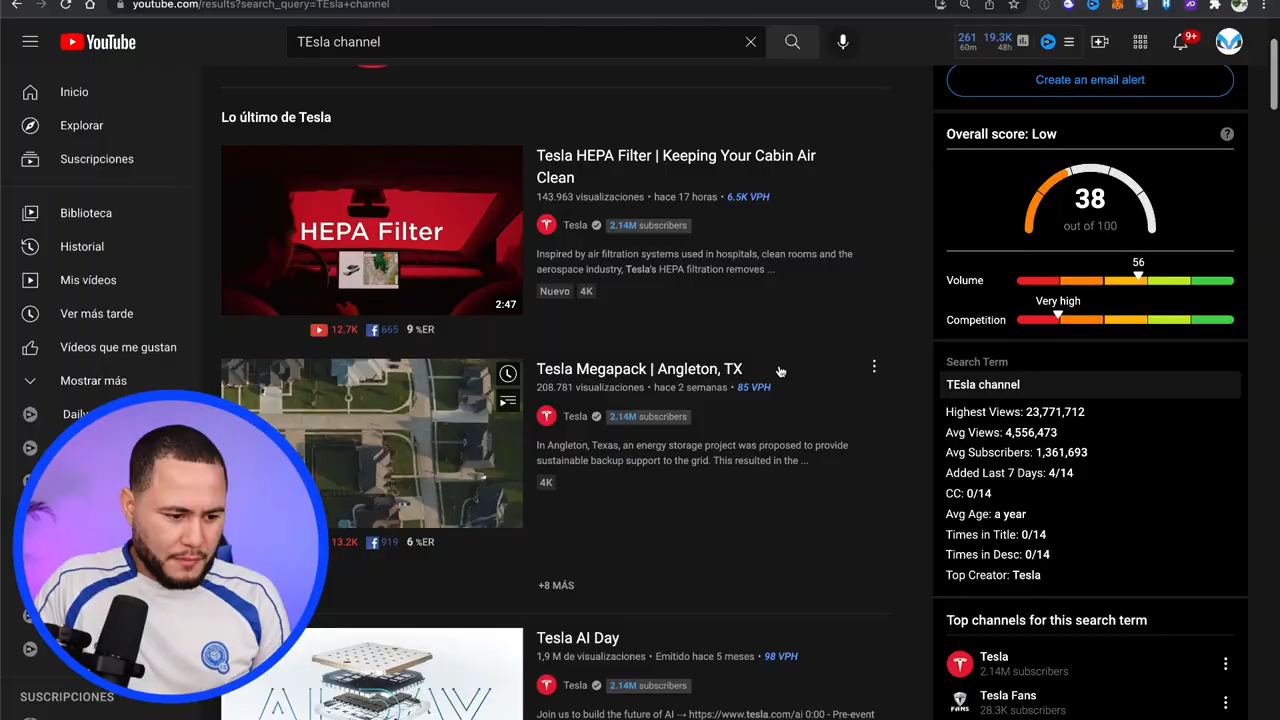 youtube.com/results?search_query=TEsla+channel
YouTube
TEsla channel
261
60m
19.3K
48h
9+
Inicio
Explorar
Suscripciones
Biblioteca
Historial
Mis vídeos
Ver más tarde
Vídeos que me gustan
Mostrar más
Daily
SUSCRIPCIONES
Lo último de Tesla
HEPA Filter
2:47
Tesla HEPA Filter | Keeping Your Cabin Air
Clean
143.963 visualizaciones • hace 17 horas • 6.5K VPH
Tesla 2.14M subscribers
Inspired by air filtration systems used in hospitals, clean rooms and the
aerospace industry, Tesla's HEPA filtration removes ...
Nuevo 4K
12.7K 665 9 %ER
Tesla Megapack | Angleton, TX
208.781 visualizaciones • hace 2 semanas • 85 VPH
Tesla 2.14M subscribers
In Angleton, Texas, an energy storage project was proposed to provide
sustainable backup support to the grid. This resulted in the ...
4K
13.2K 919 6 %ER
+8 MÁS
AI DAY
Tesla AI Day
1,9 M de visualizaciones • Emitido hace 5 meses • 98 VPH
Tesla 2.14M subscribers
Join us to build the future of AI → https://www.tesla.com/ai 0:00 - Pre-event
Create an email alert
Overall score: Low
?
38
out of 100
56
Volume
Very high
Competition
Search Term
TEsla channel
Highest Views: 23,771,712
Avg Views: 4,556,473
Avg Subscribers: 1,361,693
Added Last 7 Days: 4/14
CC: 0/14
Avg Age: a year
Times in Title: 0/14
Times in Desc: 0/14
Top Creator: Tesla
Top channels for this search term
Tesla
2.14M subscribers
FANS
Tesla Fans
28.3K subscribers